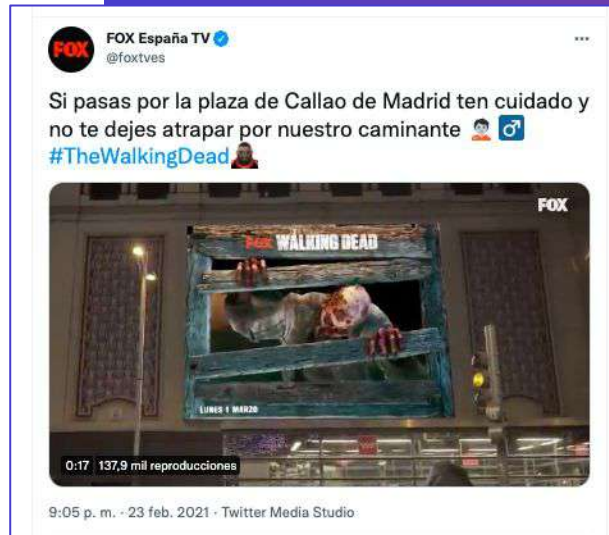 FOX
FOX España TV
@foxtves
Si pasas por la plaza de Callao de Madrid ten cuidado y
no te dejes atrapar por nuestro caminante
#TheWalkingDead
FOX
FOX WALKING DEAD
LUNES 1 MARZO
0:17 137,9 mil reproducciones
9:05 p. m. · 23 feb. 2021 · Twitter Media Studio